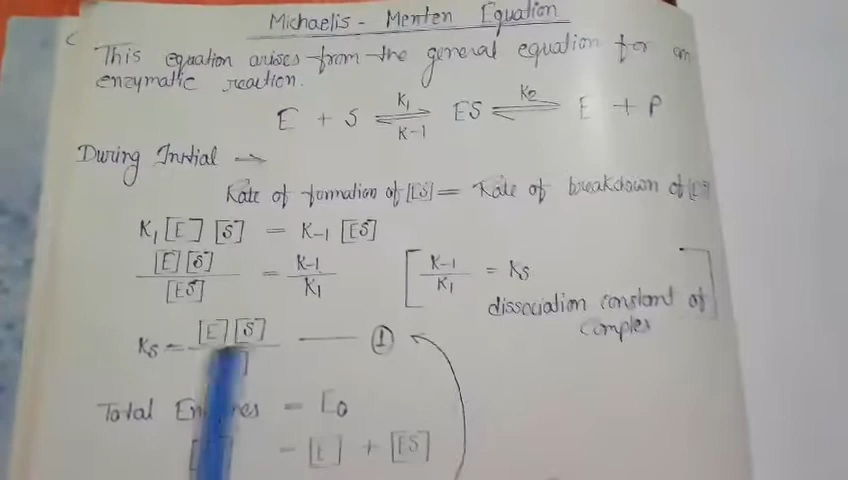 Michaelis - Menten Equation
This equation arises from the general equation for an
enzymatic reaction.
E + S ⇌ ES ⇌ E + P
K1 K-1 K2
During Initial →
Rate of formation of [ES] = Rate of breakdown of [ES]
K1 [E] [S] = K-1 [ES]
[E][S] / [ES] = K-1 / K1 [ K-1 / K1 = Ks
dissociation constant of
complex ]
Ks = [E][S] —— ①
Total = E0
= [E] + [ES]